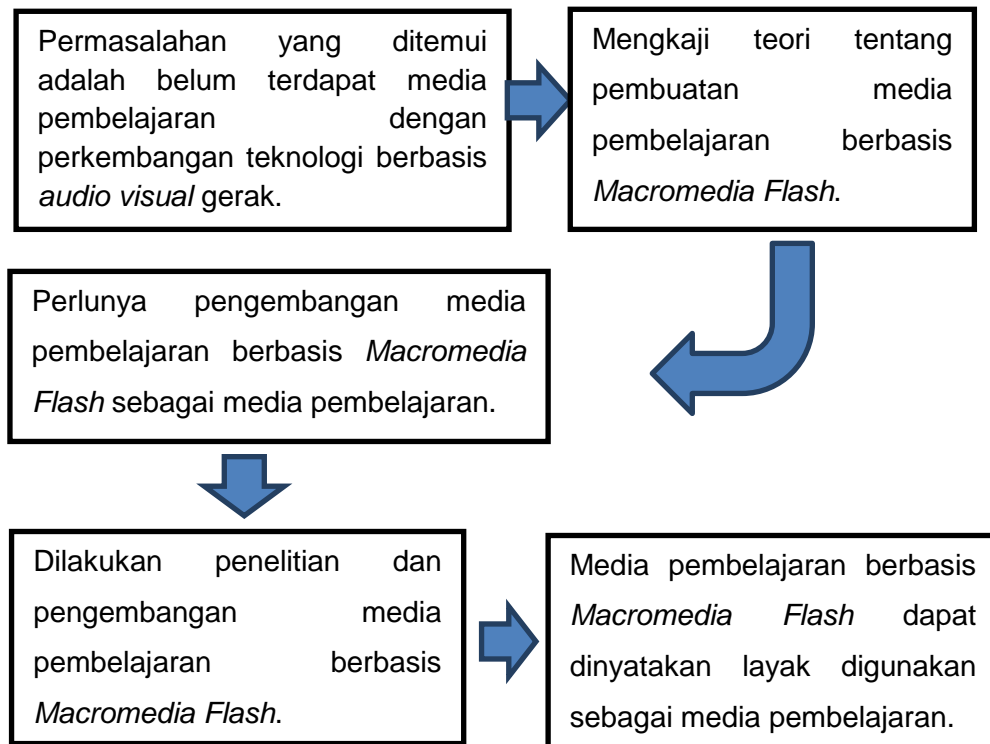 Permasalahan yang ditemui
adalah belum terdapat media
pembelajaran dengan
perkembangan teknologi berbasis
audio visual gerak.
Mengkaji teori tentang
pembuatan media
pembelajaran berbasis
Macromedia Flash.
Perlunya pengembangan media
pembelajaran berbasis Macromedia
Flash sebagai media pembelajaran.
Dilakukan penelitian dan
pengembangan media
pembelajaran berbasis
Macromedia Flash.
Media pembelajaran berbasis
Macromedia Flash dapat
dinyatakan layak digunakan
sebagai media pembelajaran.